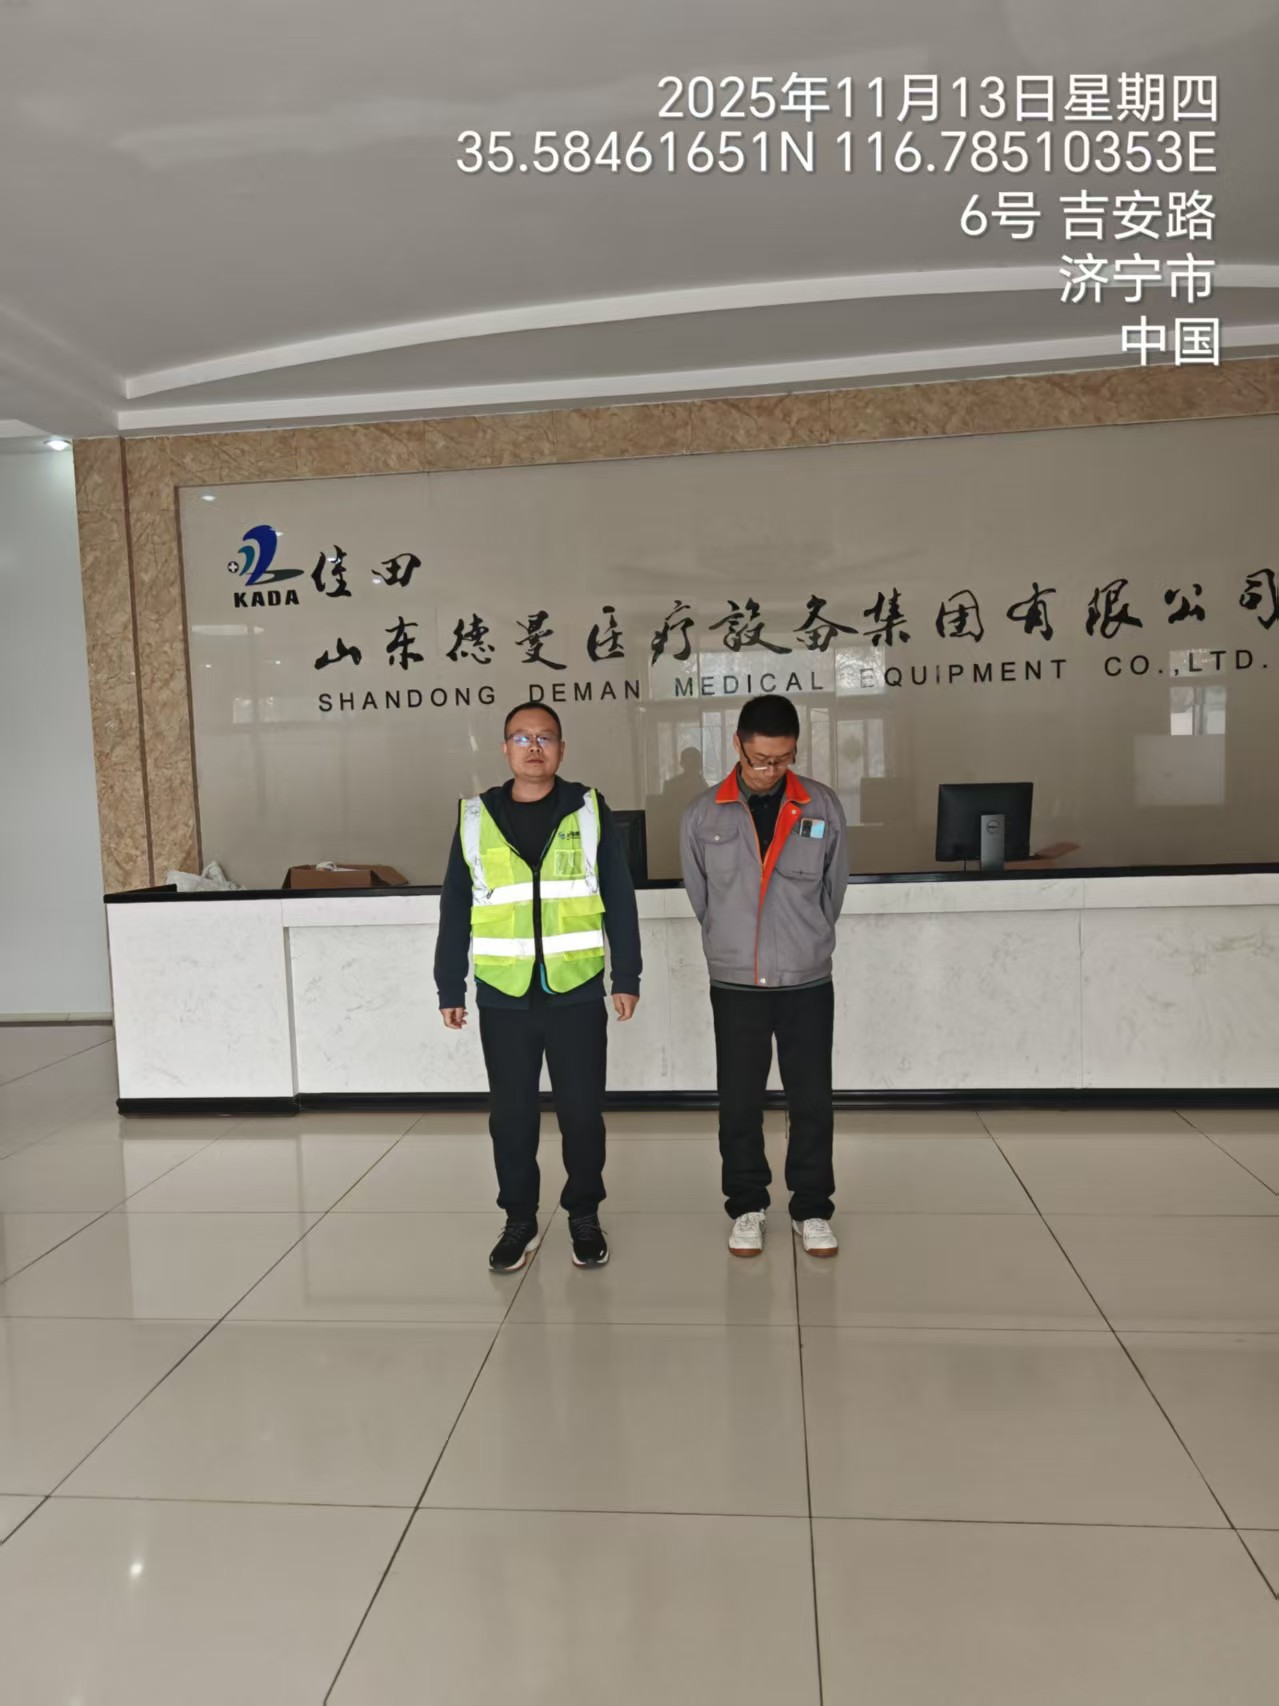 2025年11月13日星期四
35.58461651N 116.78510353E
6号 吉安路
济宁市
中国
KADA 佳田
山东德曼医疗設备集团有限公司
SHANDONG DEMAN MEDICAL EQUIPMENT CO.,LTD.
DELL